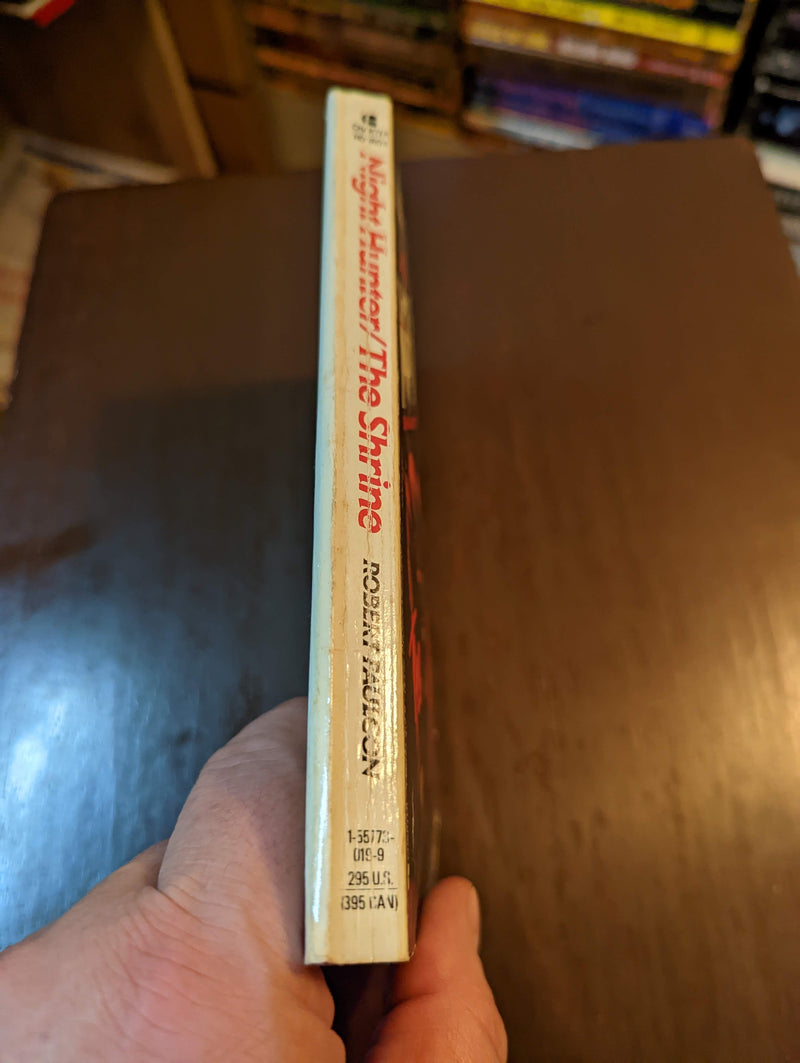 Night Hunter/The Shrine
ROBERT FAULCON
1-55773-
019-9
295 U.S.
(395 CAN)